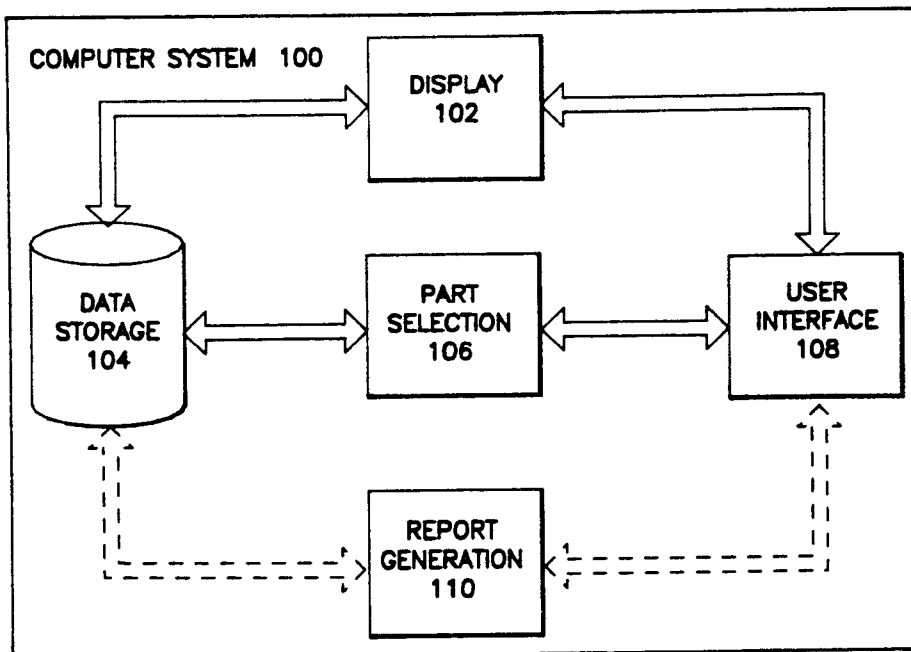 COMPUTER SYSTEM 100
DISPLAY
102
DATA
STORAGE
104
PART
SELECTION
106
USER
INTERFACE
108
REPORT
GENERATION
110